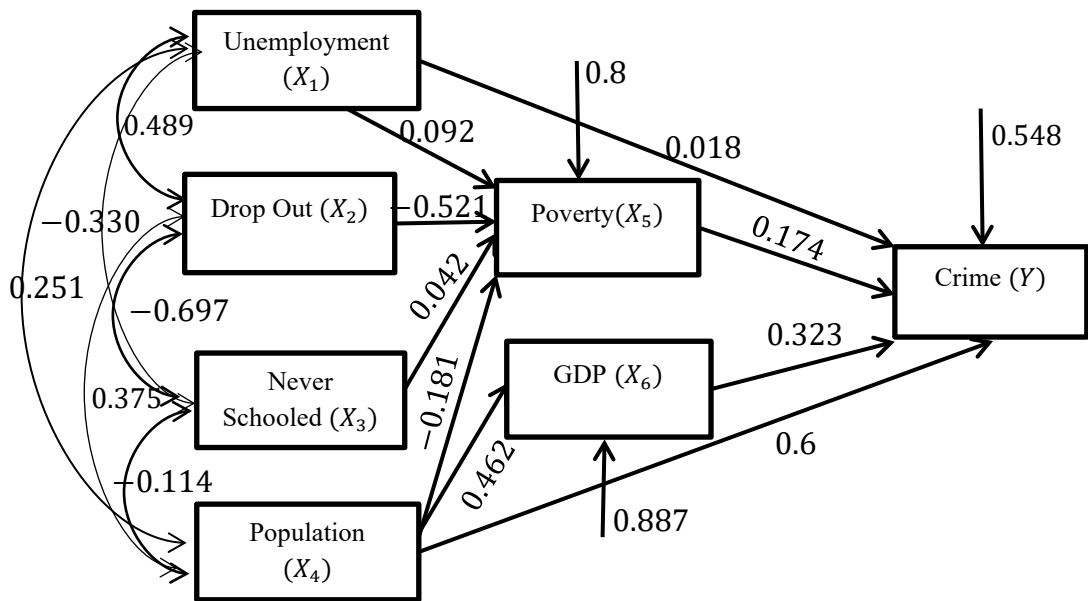 Unemployment
(X₁)
0.8
0.489
0.092
0.018
0.548
Drop Out (X₂)
−0.521
Poverty(X₅)
−0.330
0.174
0.251
0.042
Crime (Y)
−0.697
0.323
Never
Schooled (X₃)
0.375
−0.181
GDP (X₆)
0.6
0.462
−0.114
0.887
Population
(X₄)